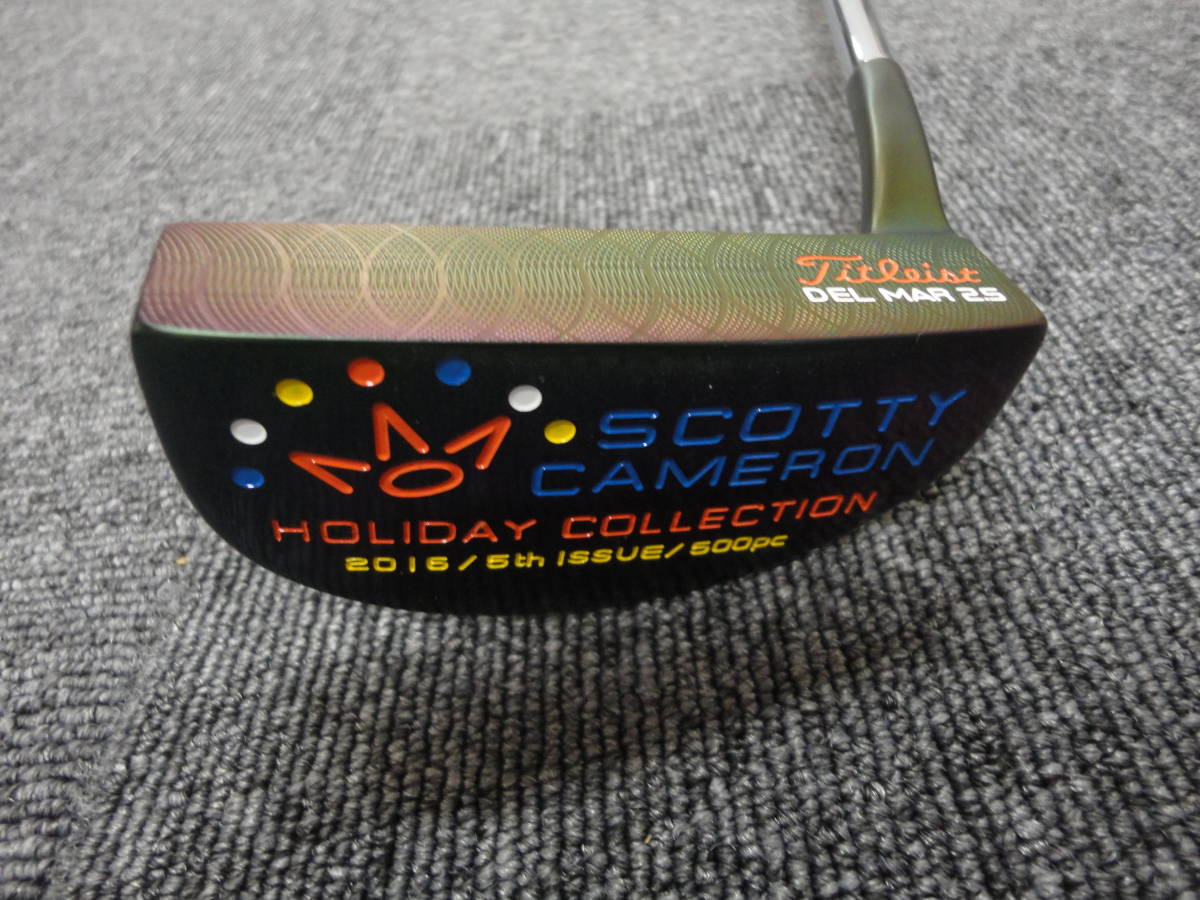 Titleist
DEL MAR 2.5
SCOTTY
CAMERON
HOLIDAY COLLECTION
2016/5th ISSUE/500pc